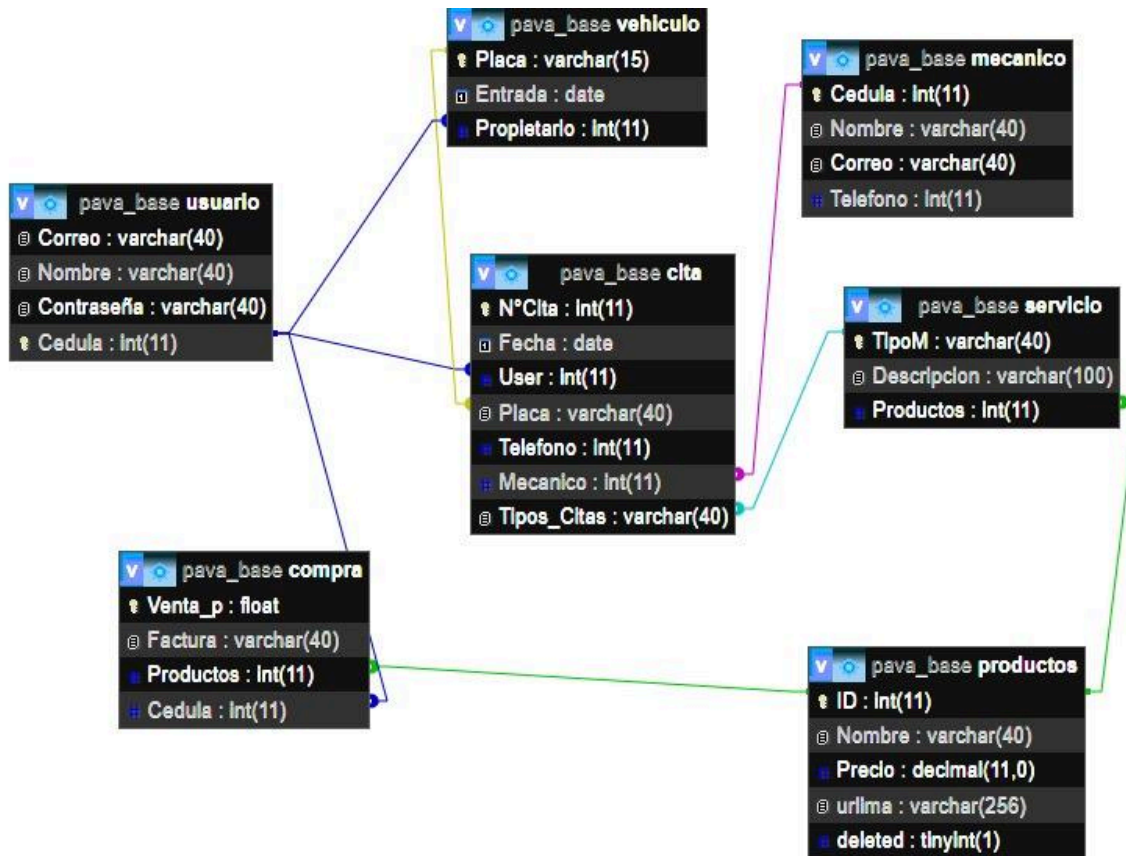 pava_base vehiculo
Placa : varchar(15)
Entrada : date
Propietario : int(11)
pava_base mecanico
Cedula : int(11)
Nombre : varchar(40)
Correo : varchar(40)
Telefono : int(11)
pava_base usuario
Correo : varchar(40)
Nombre : varchar(40)
Contraseña : varchar(40)
Cedula : int(11)
pava_base cita
N°Cita : int(11)
Fecha : date
User : int(11)
Placa : varchar(40)
Telefono : int(11)
Mecanico : int(11)
Tipos_Citas : varchar(40)
pava_base servicio
TipoM : varchar(40)
Descripcion : varchar(100)
Productos : int(11)
pava_base compra
Venta_p : float
Factura : varchar(40)
Productos : int(11)
Cedula : int(11)
pava_base productos
ID : int(11)
Nombre : varchar(40)
Precio : decimal(11,0)
urlima : varchar(256)
deleted : tinyint(1)